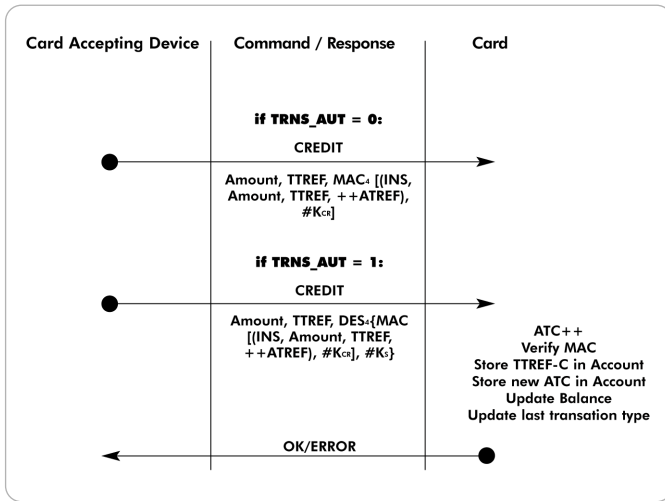 Card Accepting Device Command / Response Card
if TRNS_AUT = 0:
CREDIT
Amount, TTREF, MAC4 [(INS,
Amount, TTREF, ++ATREF),
#KCR]
if TRNS_AUT = 1:
CREDIT
Amount, TTREF, DES4{MAC
[(INS, Amount, TTREF,
++ATREF), #KCR], #KS}
ATC++
Verify MAC
Store TTREF-C in Account
Store new ATC in Account
Update Balance
Update last transation type
OK/ERROR